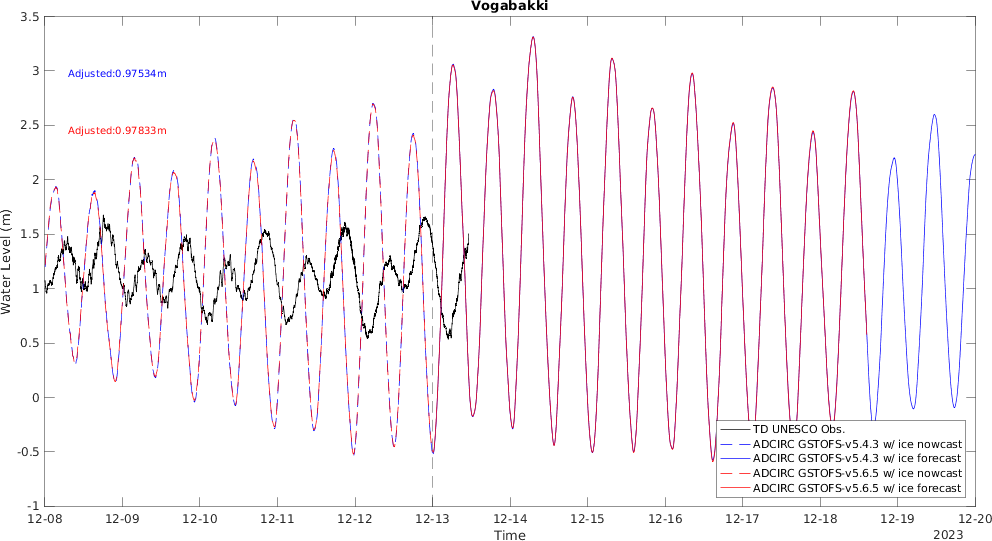 Vogabakki
3.5
3
2.5
2
1.5
1
0.5
0
-0.5
-1
Water Level (m)
Adjusted:0.97534m
Adjusted:0.97833m
TD UNESCO Obs.
ADCIRC GSTOFS-v5.4.3 w/ ice nowcast
ADCIRC GSTOFS-v5.4.3 w/ ice forecast
ADCIRC GSTOFS-v5.6.5 w/ ice nowcast
ADCIRC GSTOFS-v5.6.5 w/ ice forecast
12-08 12-09 12-10 12-11 12-12 12-13 12-14 12-15 12-16 12-17 12-18 12-19 12-20
Time
2023